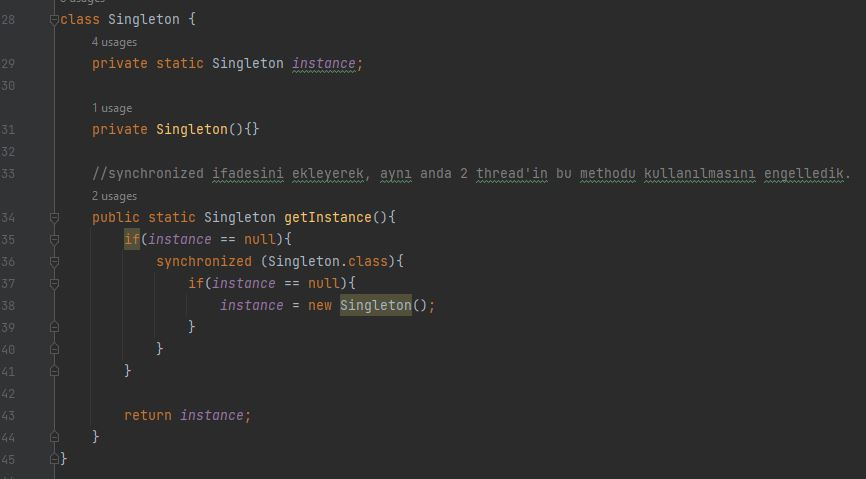 28 class Singleton {
4 usages
29 private static Singleton instance;
30
1 usage
31 private Singleton(){}
32
33 //synchronized ifadesini ekleyerek, aynı anda 2 thread'in bu methodu kullanılmasını engelledik.
2 usages
34 public static Singleton getInstance(){
35 if(instance == null){
36 synchronized (Singleton.class){
37 if(instance == null){
38 instance = new Singleton();
39 }
40 }
41 }
42
43 return instance;
44 }
45 }